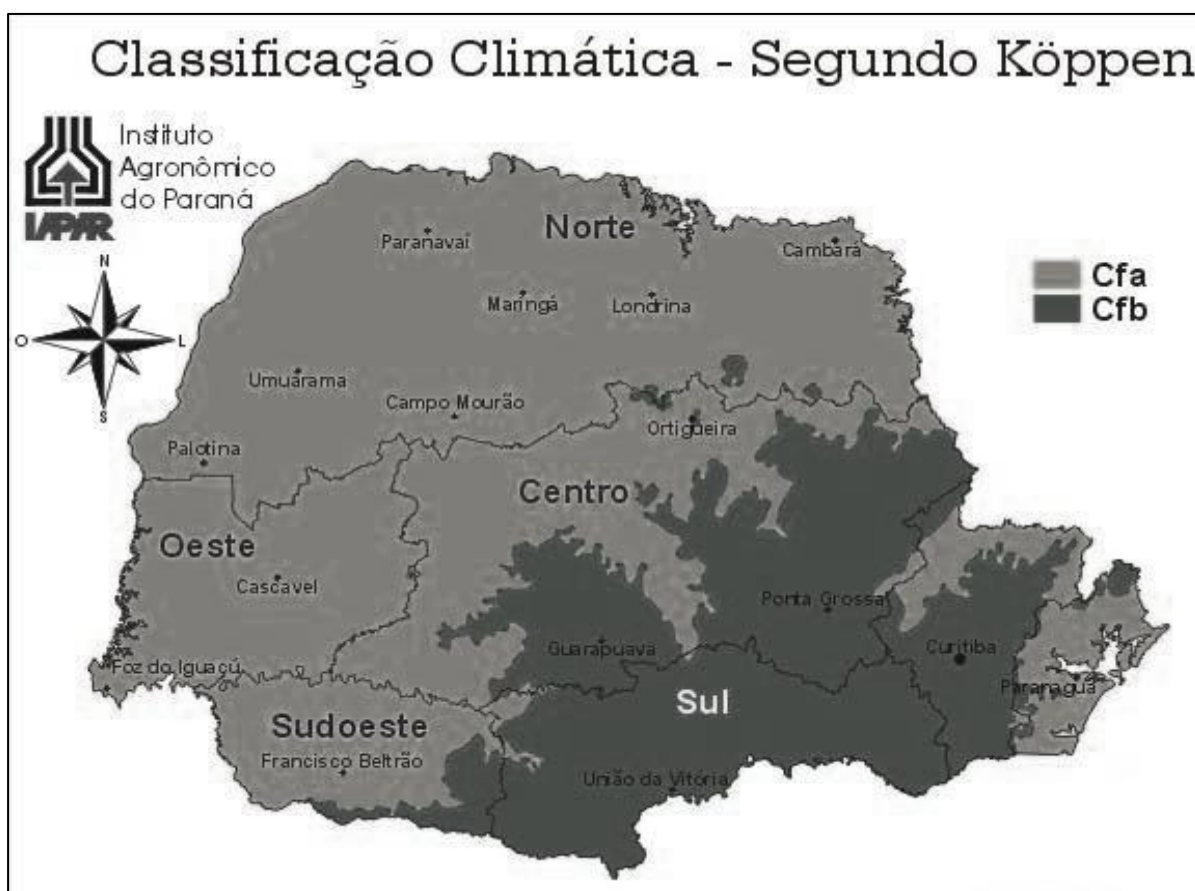 Classificação Climática - Segundo Köppen
Instituto
Agronômico
do Paraná
IAPAR
N
O
L
S
Cfa
Cfb
Norte
Paranavaí
Cambará
Maringá
Londrina
Umuarama
Campo Mourão
Ortigueira
Palotina
Centro
Oeste
Cascavel
Ponta Grossa
Guarapuava
Curitiba
Foz do Iguaçú
Paranaguá
Sul
Sudoeste
Francisco Beltrão
União da Vitória